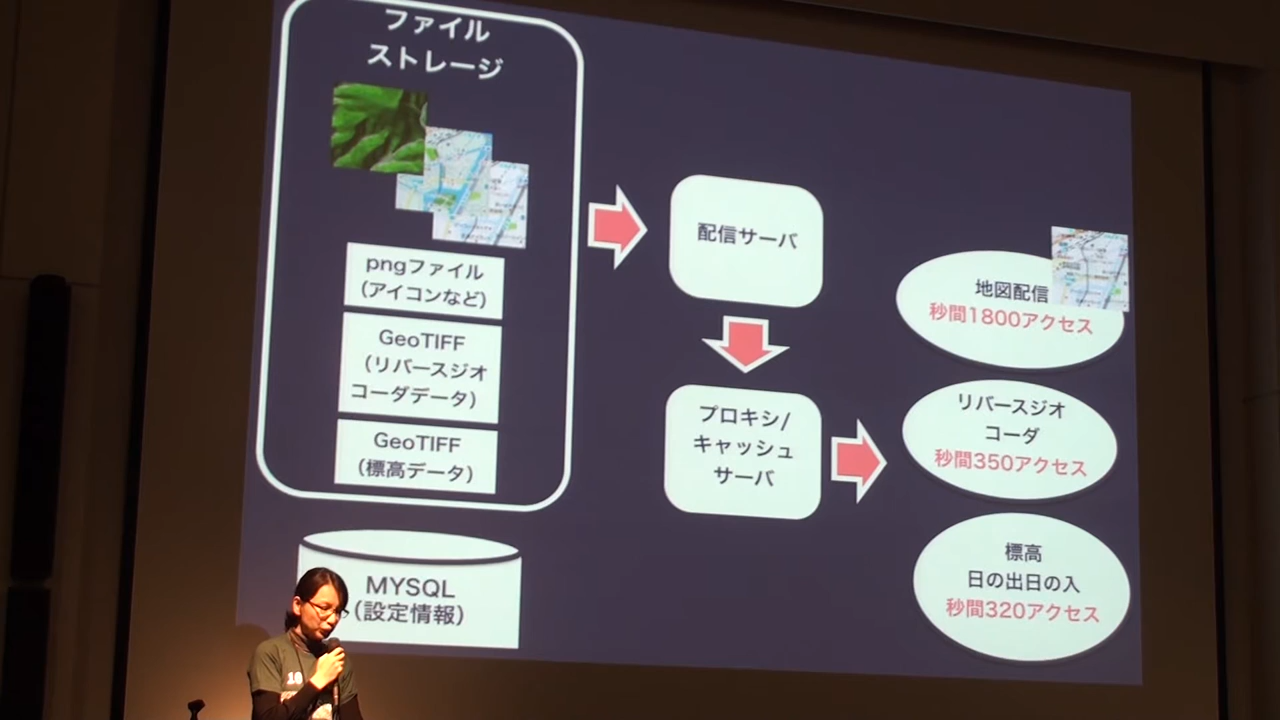 ファイル
ストレージ
pngファイル
（アイコンなど）
GeoTIFF
（リバースジオ
コーダデータ）
GeoTIFF
（標高データ）
MYSQL
（設定情報）
配信サーバ
プロキシ/
キャッシュ
サーバ
地図配信
秒間1800アクセス
リバースジオ
コーダ
秒間350アクセス
標高
日の出日の入
秒間320アクセス
10